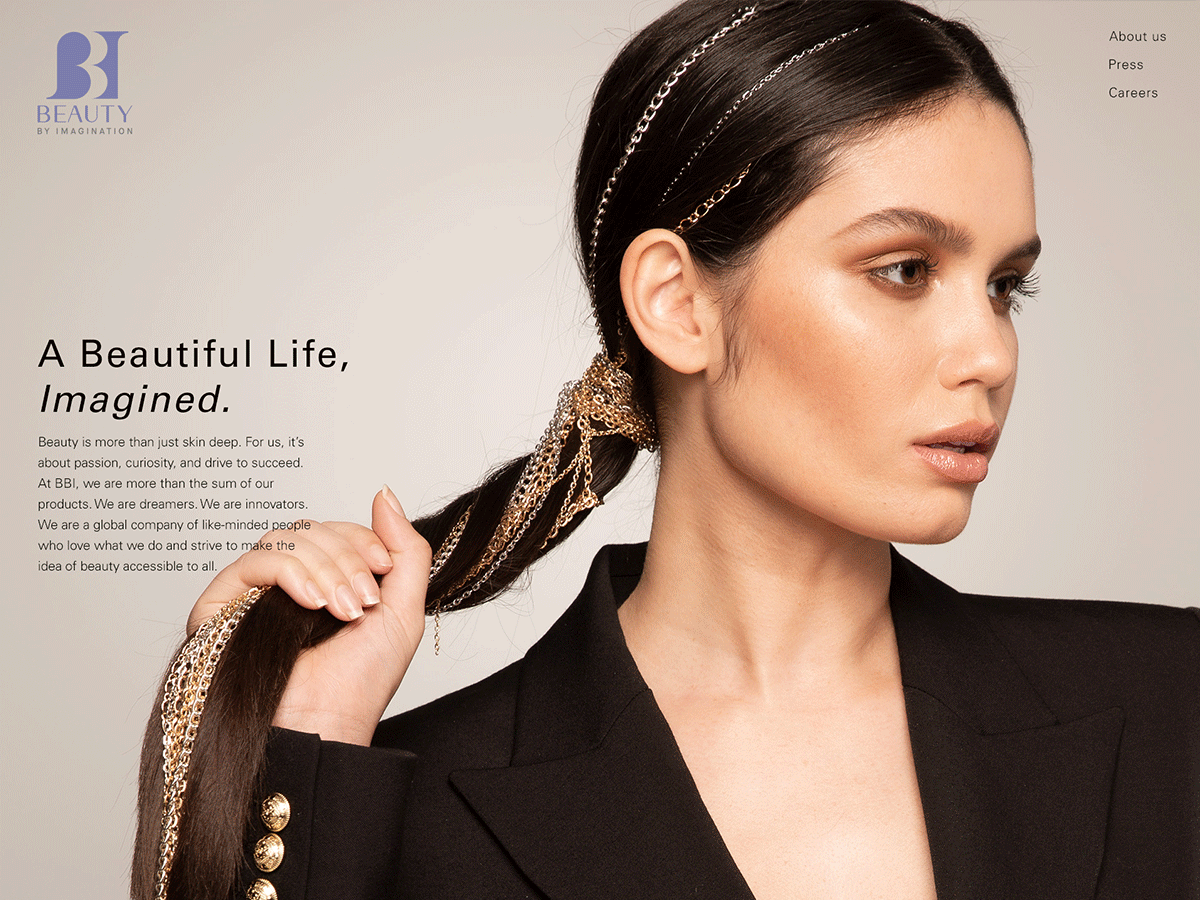 BI
BEAUTY
BY IMAGINATION
About us
Press
Careers
A Beautiful Life,
Imagined.
Beauty is more than just skin deep. For us, it’s
about passion, curiosity, and drive to succeed.
At BBI, we are more than the sum of our
products. We are dreamers. We are innovators.
We are a global company of like-minded people
who love what we do and strive to make the
idea of beauty accessible to all.